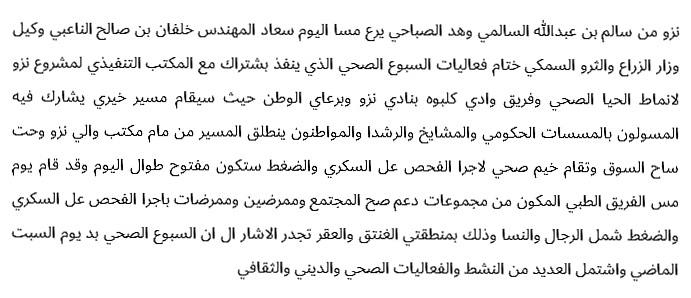 نزو من سالم بن عبدالله السالمي وهد الصباحي يرع مسا اليوم سعاد المهندس خلفان بن صالح الناعبي وكيل
وزار الزراع والثرو السمكي ختام فعاليات السبوع الصحي الذي ينفذ بشتراك مع المكتب التنفيذي لمشروع نزو
لانماط الحيا الصحي وفريق وادي كلبوه بنادي نزو وبرعاي الوطن حيث سيقام مسير خيري يشارك فيه
المسولون بالمسسات الحكومي والمشايخ والرشدا والمواطنون ينطلق المسير من مام مكتب والي نزو وحت
ساح السوق وتقام خيم صحي لاجرا الفحص عل السكري والضغط ستكون مفتوح طوال اليوم وقد قام يوم
مس الفريق الطبي المكون من مجموعات دعم صح المجتمع وممرضين وممرضات باجرا الفحص عل السكري
والضغط شمل الرجال والنسا وذلك بمنطقتي الغنتق والعقر تجدر الاشار ال ان السبوع الصحي بد يوم السبت
الماضي واشتمل العديد من النشط والفعاليات الصحي والديني والثقافي